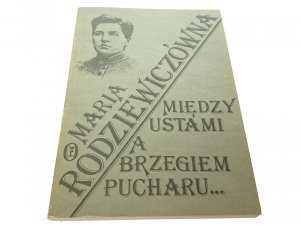 MARIA
RODZIEWICZÓWNA
MIĘDZY
USTAMI
A
BRZEGIEM
PUCHARU...